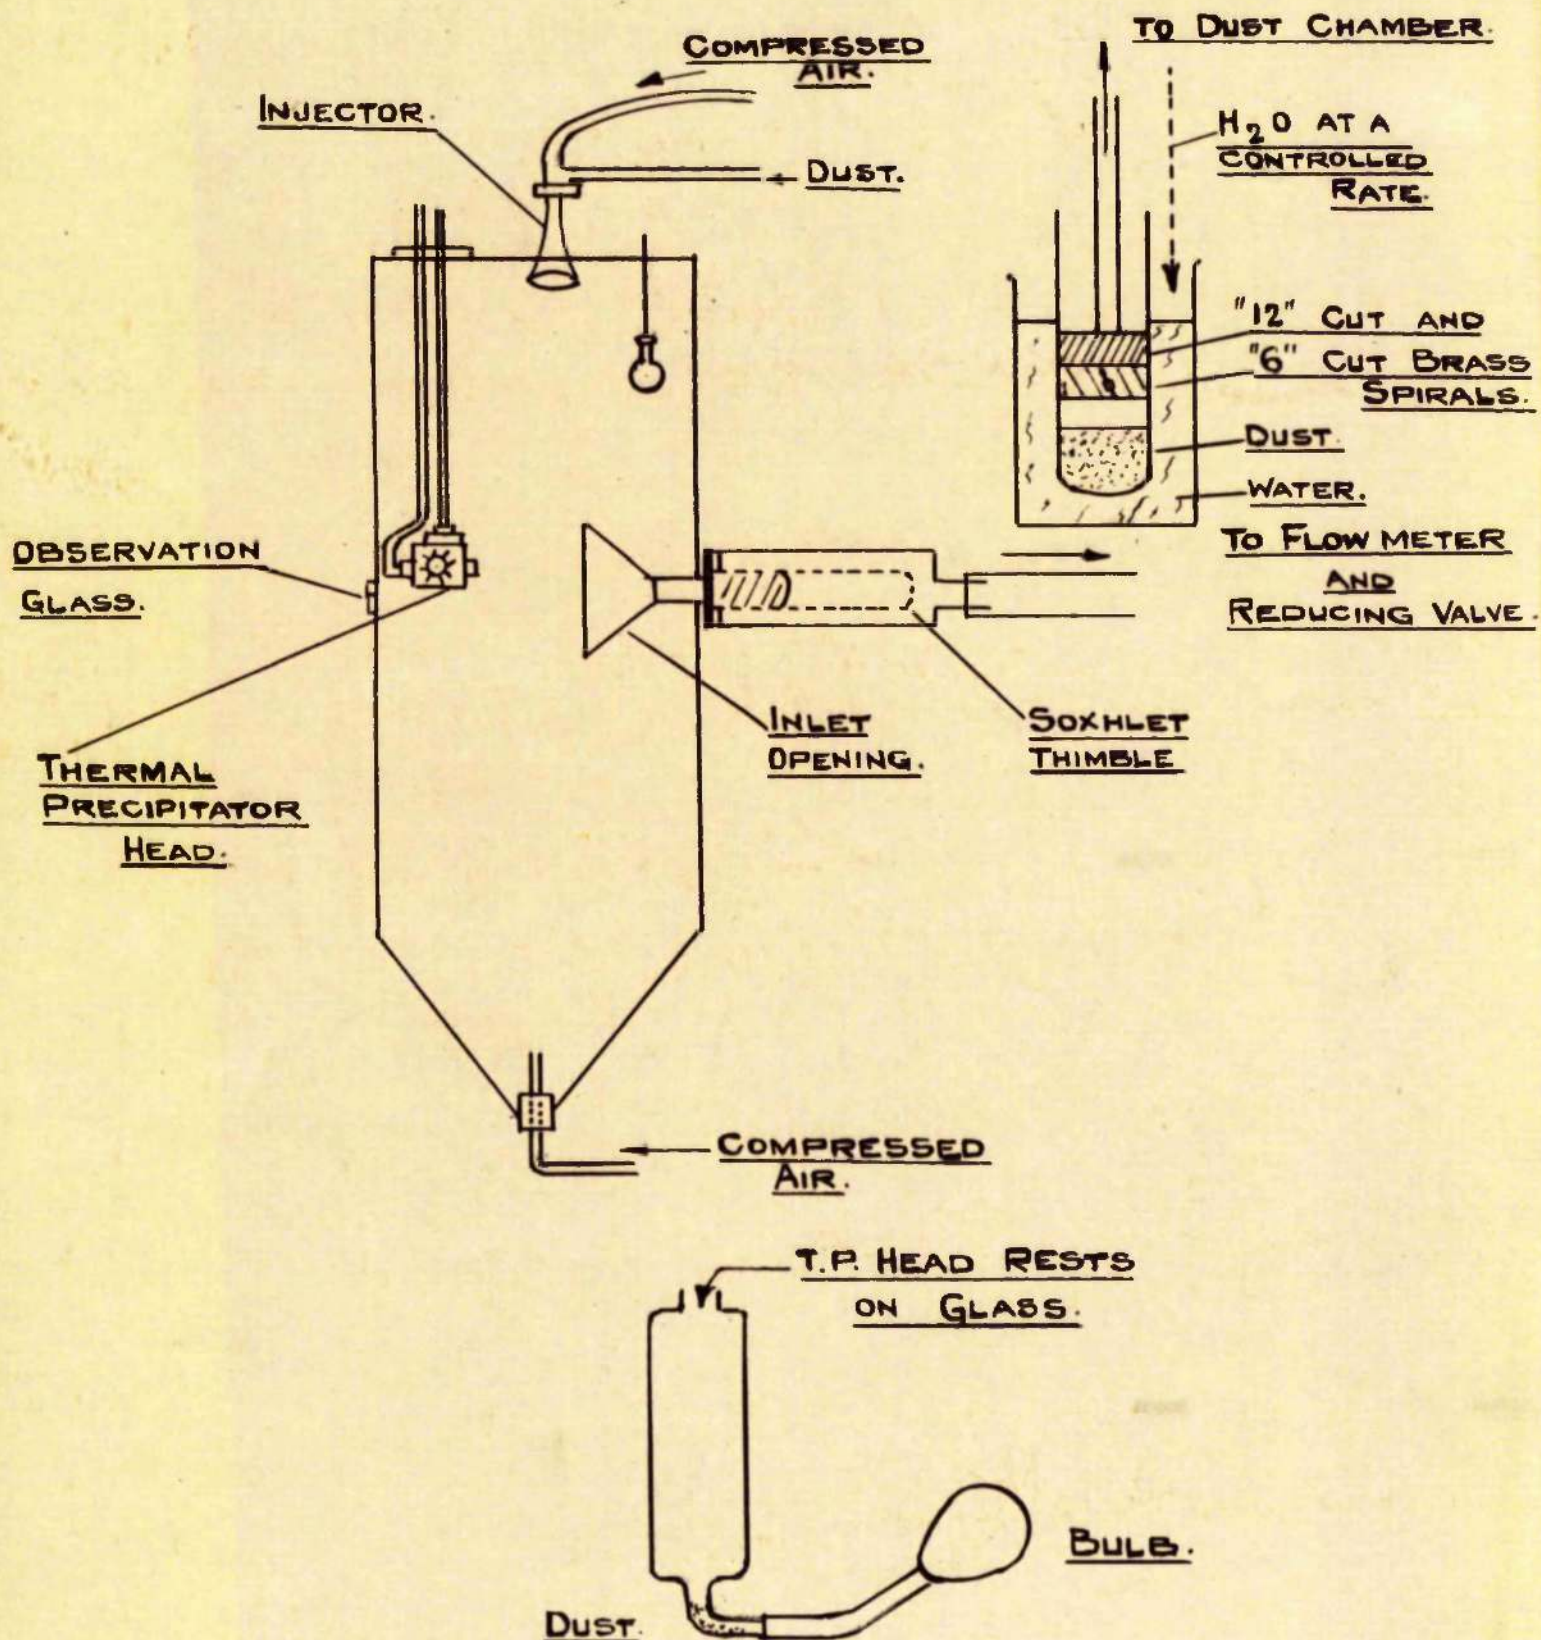 COMPRESSED
AIR.
INJECTOR.
DUST.
TO DUST CHAMBER.
H2O AT A
CONTROLLED
RATE.
"12" CUT AND
"6" CUT BRASS
SPIRALS.
DUST.
WATER.
OBSERVATION
GLASS.
TO FLOW METER
AND
REDUCING VALVE.
THERMAL
PRECIPITATOR
HEAD.
INLET
OPENING.
SOXHLET
THIMBLE
COMPRESSED
AIR.
T.P. HEAD RESTS
ON GLASS.
BULB.
DUST.